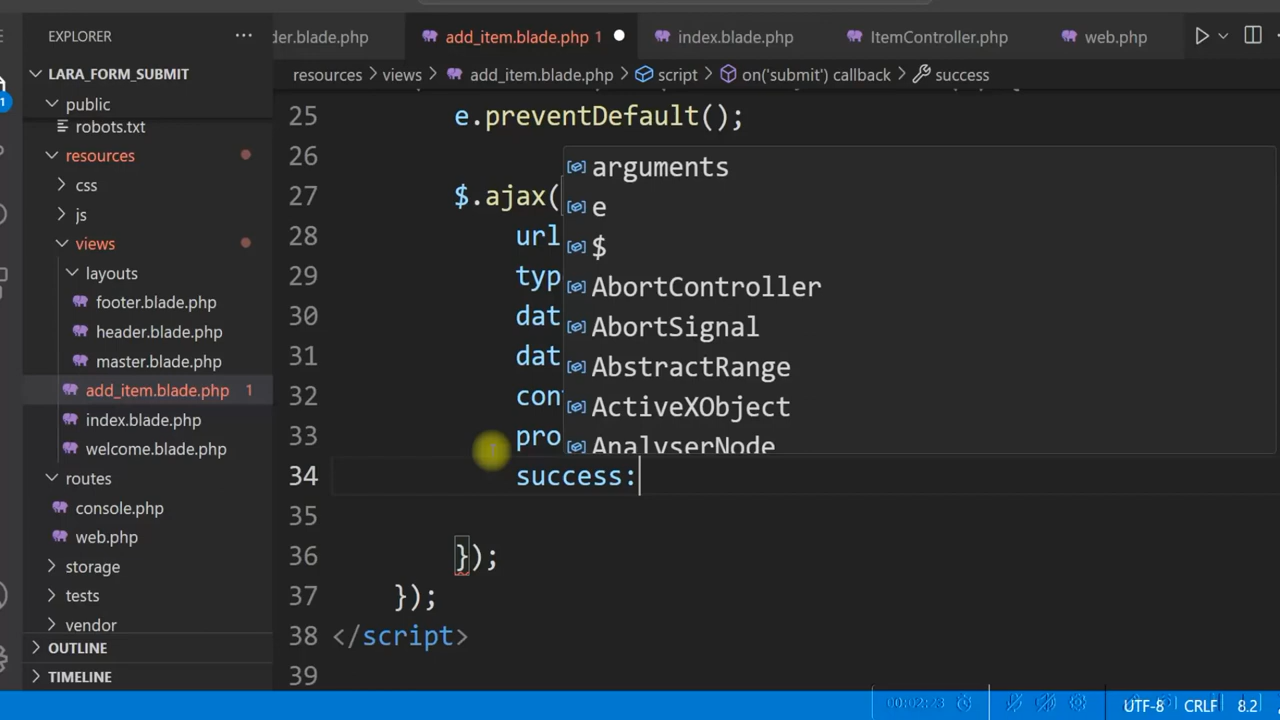 EXPLORER
LARA_FORM_SUBMIT
public
robots.txt
resources
css
js
views
layouts
footer.blade.php
header.blade.php
master.blade.php
add_item.blade.php 1
index.blade.php
welcome.blade.php
routes
console.php
web.php
storage
tests
vendor
OUTLINE
TIMELINE
der.blade.php add_item.blade.php 1 index.blade.php ItemController.php web.php
resources > views > add_item.blade.php > script > on('submit') callback > success
25 e.preventDefault();
26
27 $.ajax(
28 url
29 typ
30 dat
31 dat
32 con
33 pro
34 success:
35
36 });
37 });
38 </script>
39
arguments
e
$
AbortController
AbortSignal
AbstractRange
ActiveXObject
AnalyserNode
1
00:02:23
UTF-8 CRLF 8.2